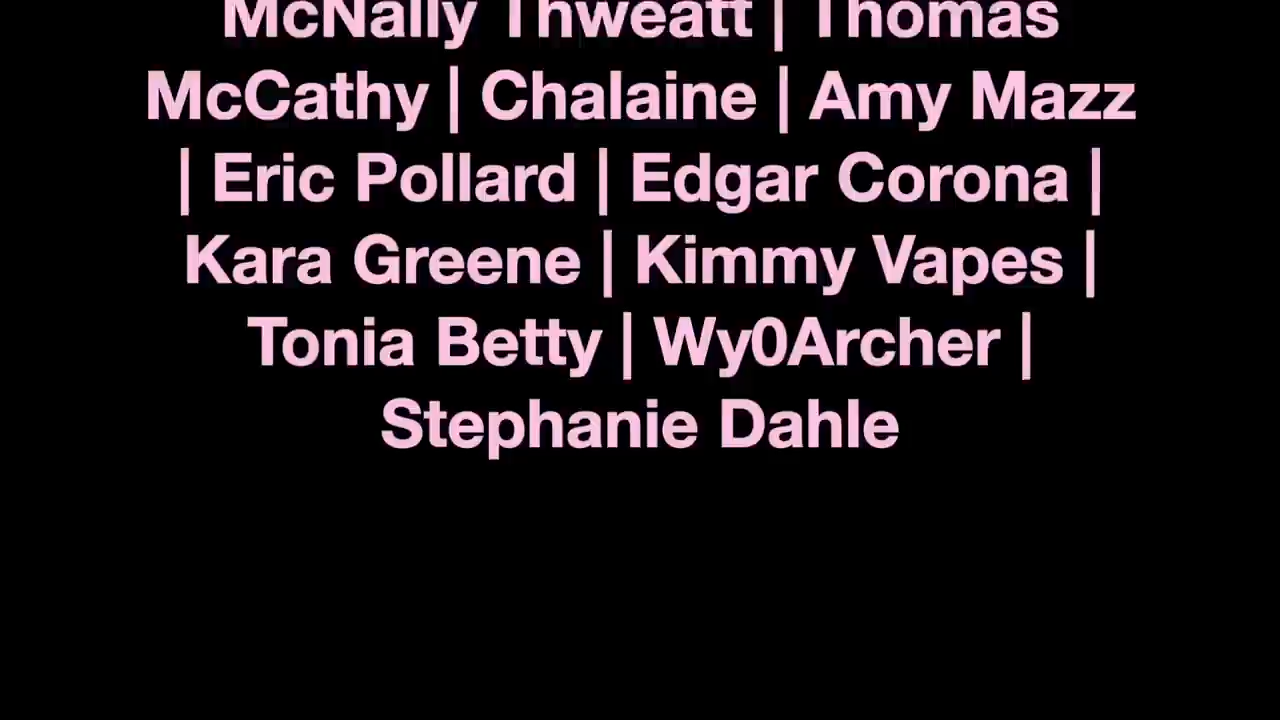 McNally Thweatt | Thomas
McCathy | Chalaine | Amy Mazz
| Eric Pollard | Edgar Corona |
Kara Greene | Kimmy Vapes |
Tonia Betty | Wy0Archer |
Stephanie Dahle